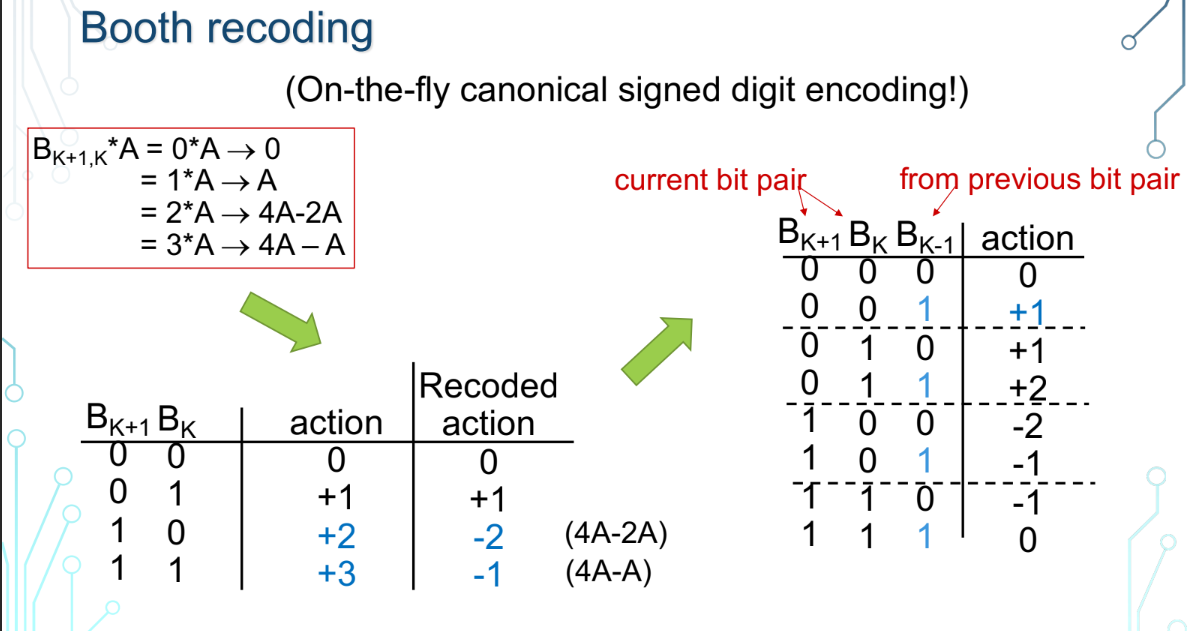 Booth recoding
(On-the-fly canonical signed digit encoding!)
B_{K+1,K}*A = 0*A → 0
= 1*A → A
= 2*A → 4A-2A
= 3*A → 4A – A
current bit pair
from previous bit pair
B_{K+1} B_K B_{K-1} action
0 0 0 0
0 0 1 +1
0 1 0 +1
0 1 1 +2
1 0 0 -2
1 0 1 -1
1 1 0 -1
1 1 1 0
B_{K+1} B_K action Recoded action
0 0 0 0
0 1 +1 +1
1 0 +2 -2 (4A-2A)
1 1 +3 -1 (4A-A)